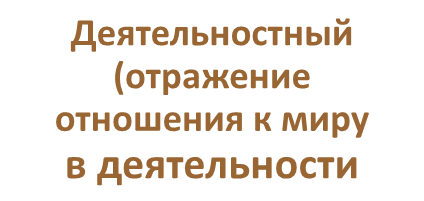 Деятельностный
(отражение
отношения к миру
в деятельности